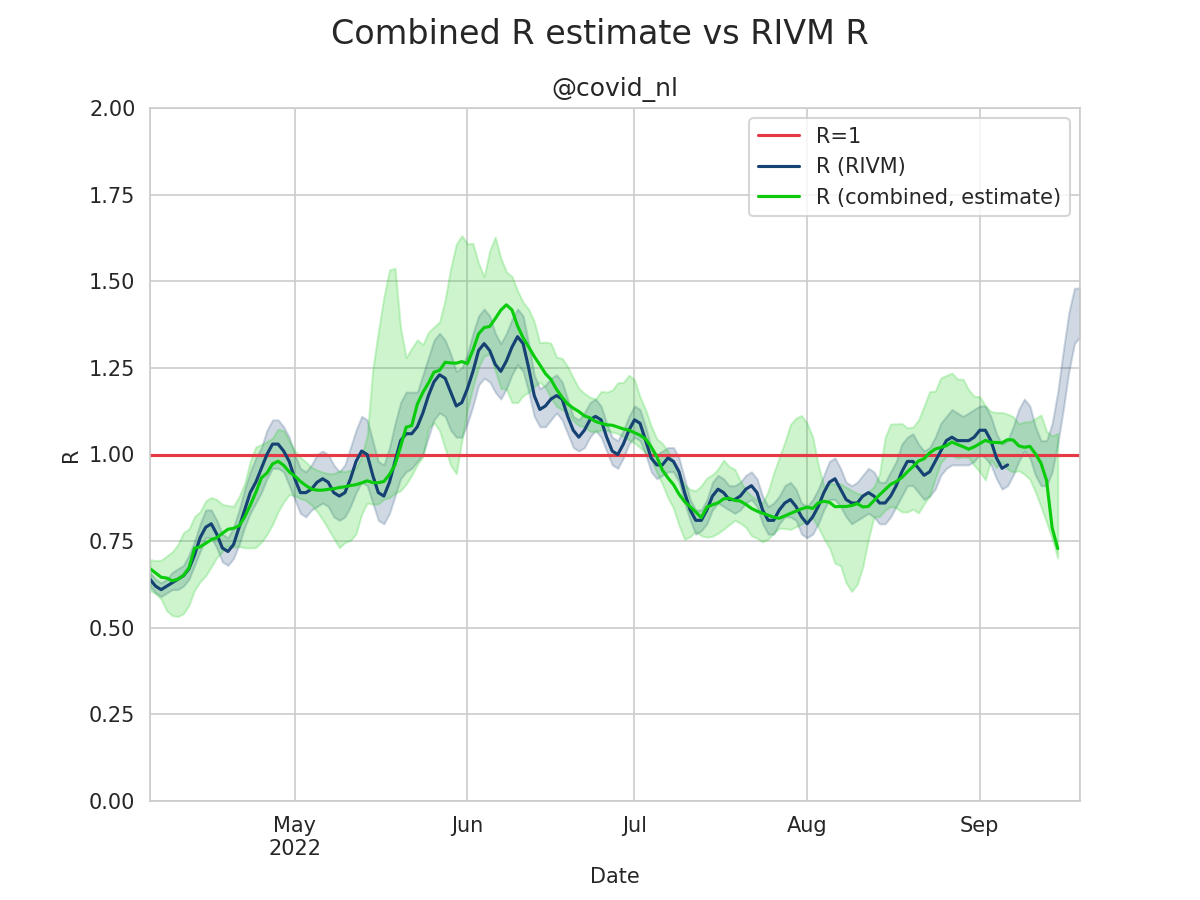 Combined R estimate vs RIVM R
@covid_nl
2.00
1.75
1.50
1.25
1.00
0.75
0.50
0.25
0.00
R
R=1
R (RIVM)
R (combined, estimate)
May
2022
Jun
Jul
Aug
Sep
Date